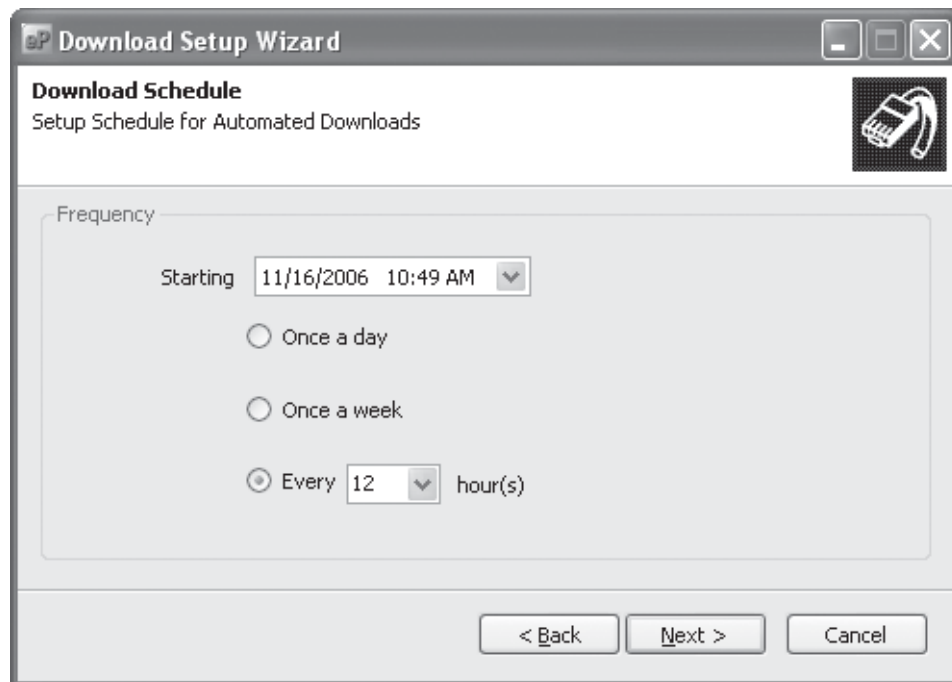 eP Download Setup Wizard
Download Schedule
Setup Schedule for Automated Downloads
Frequency
Starting 11/16/2006 10:49 AM
Once a day
Once a week
Every 12 hour(s)
< Back Next > Cancel